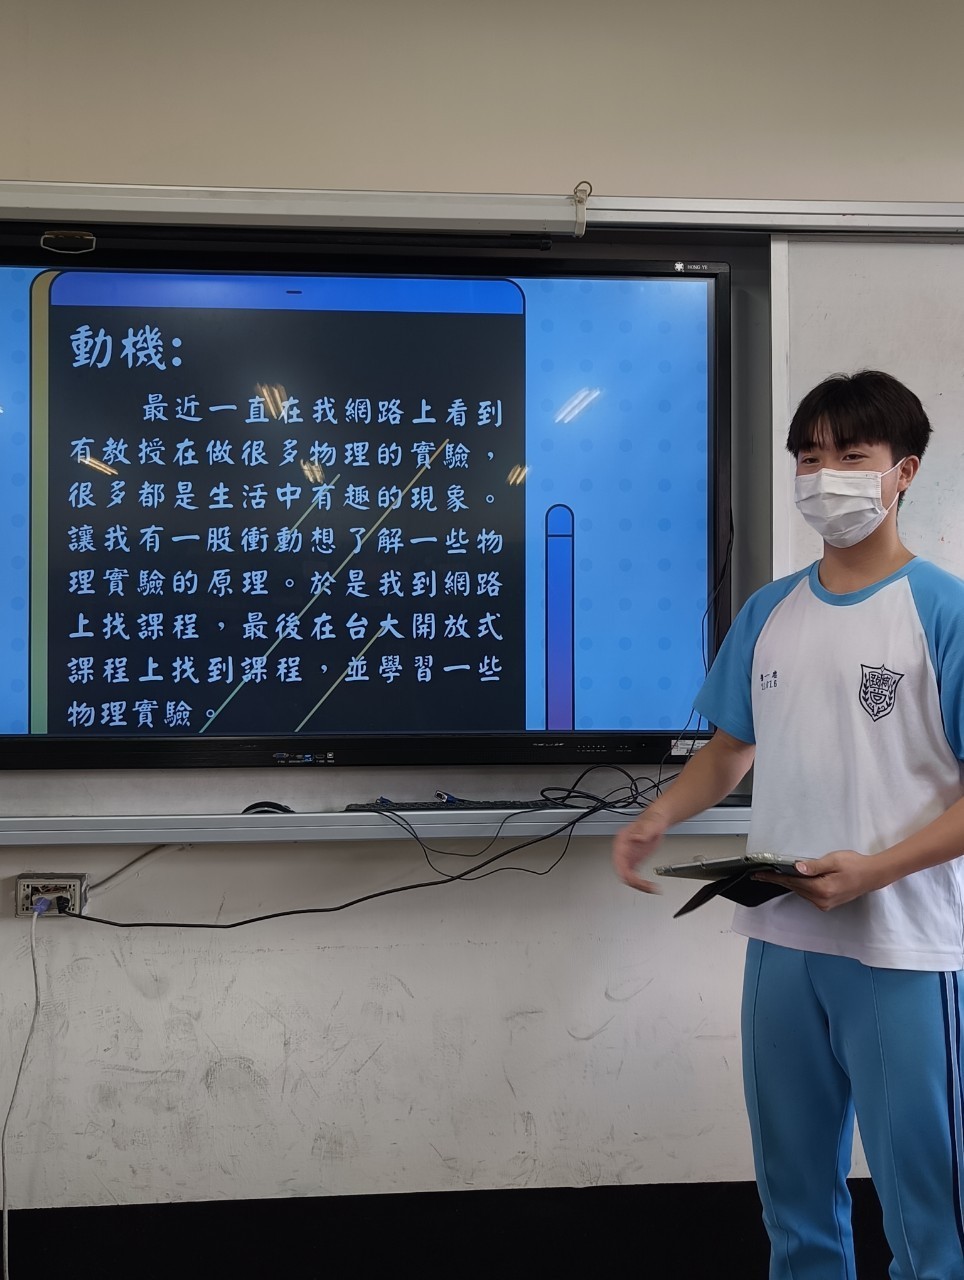 HONG YE
動機:
最近一直在我網路上看到
有教授在做很多物理的實驗，
很多都是生活中有趣的現象。
讓我有一股衝動想了解一些物
理實驗的原理。於是我到網路
上找課程，最後在台大開放式
課程上找到課程，並學習一些
物理實驗。